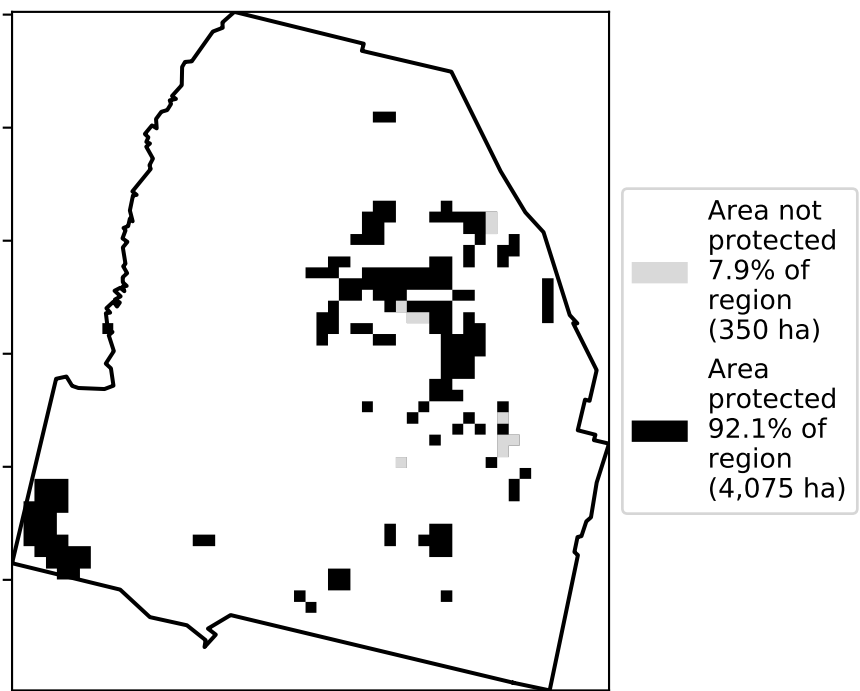 Area not
protected
7.9% of
region
(350 ha)
Area
protected
92.1% of
region
(4,075 ha)